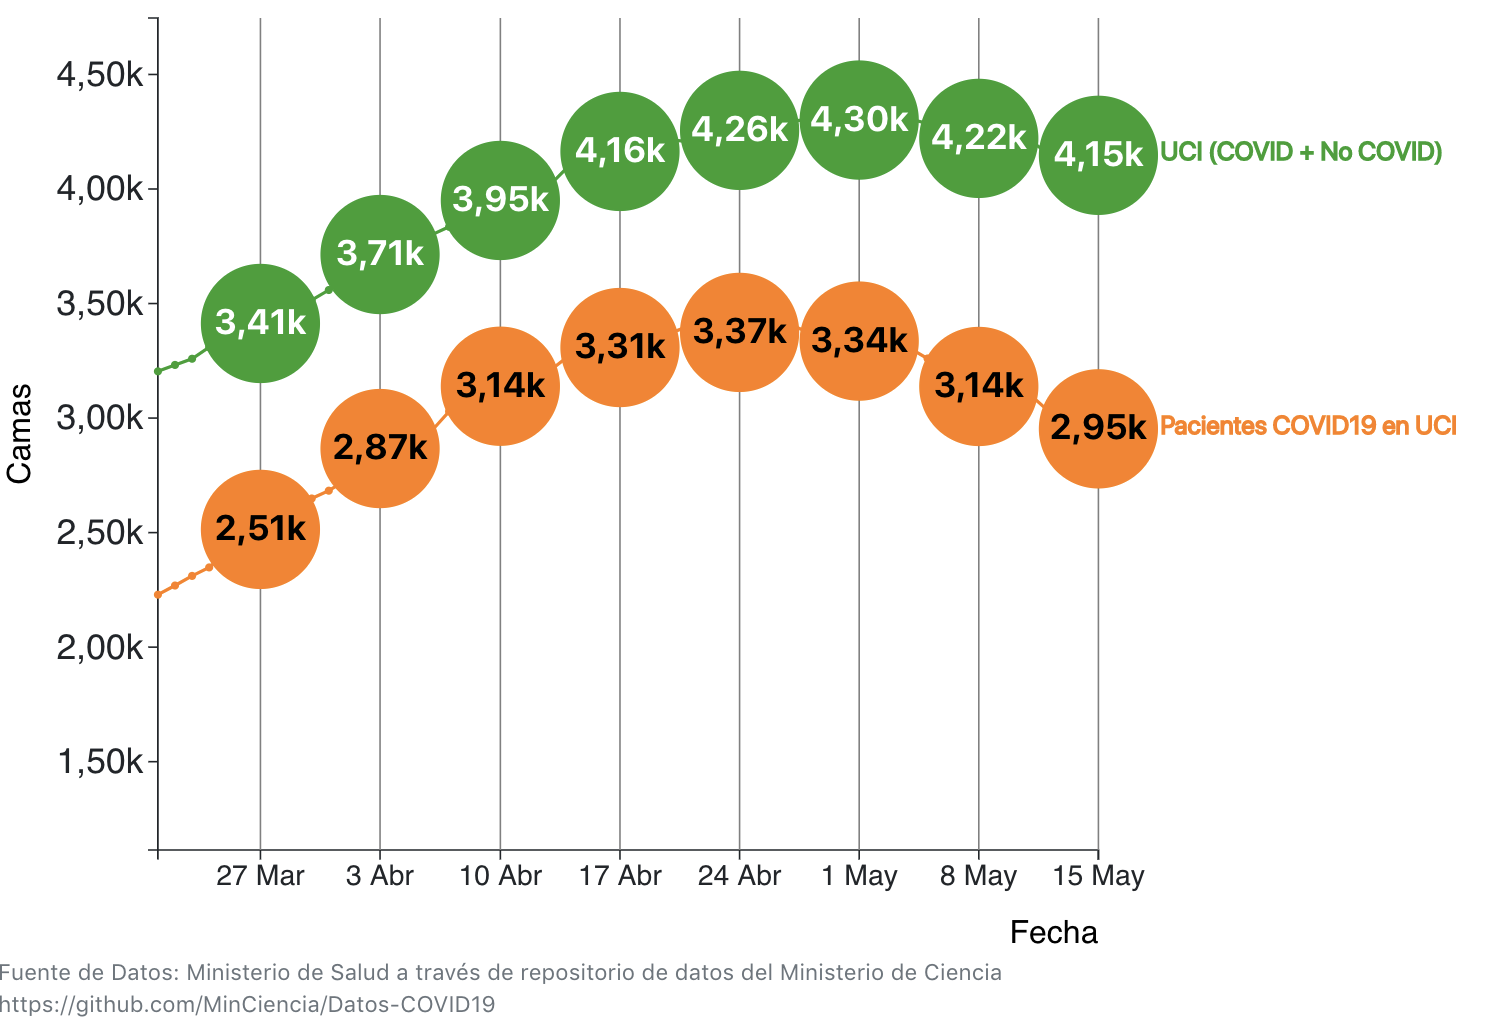 4,50k
4,00k
3,50k
3,00k
2,50k
2,00k
1,50k
Camas
3,41k
3,71k
3,95k
4,16k
4,26k
4,30k
4,22k
4,15k
UCI (COVID + No COVID)
2,51k
2,87k
3,14k
3,31k
3,37k
3,34k
3,14k
2,95k
Pacientes COVID19 en UCI
27 Mar
3 Abr
10 Abr
17 Abr
24 Abr
1 May
8 May
15 May
Fecha
Fuente de Datos: Ministerio de Salud a través de repositorio de datos del Ministerio de Ciencia
https://github.com/MinCiencia/Datos-COVID19